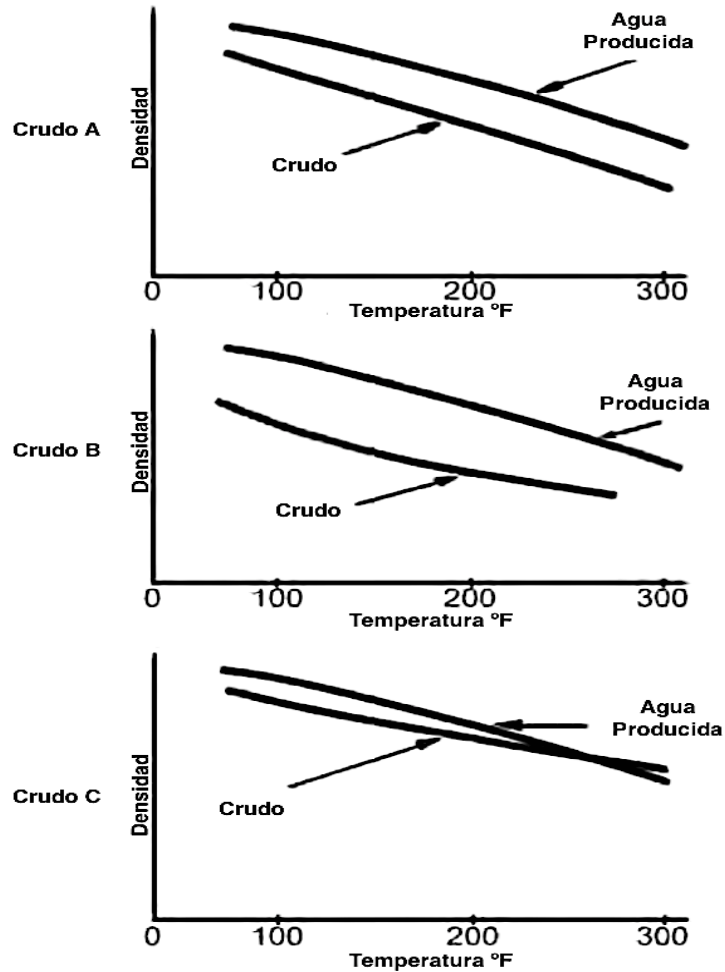 Agua
Producida
Crudo A
Densidad
Crudo
0 100 200 300
Temperatura ºF
Agua
Producida
Crudo B
Densidad
Crudo
0 100 200 300
Temperatura ºF
Agua
Producida
Crudo C
Densidad
Crudo
0 100 200 300
Temperatura ºF